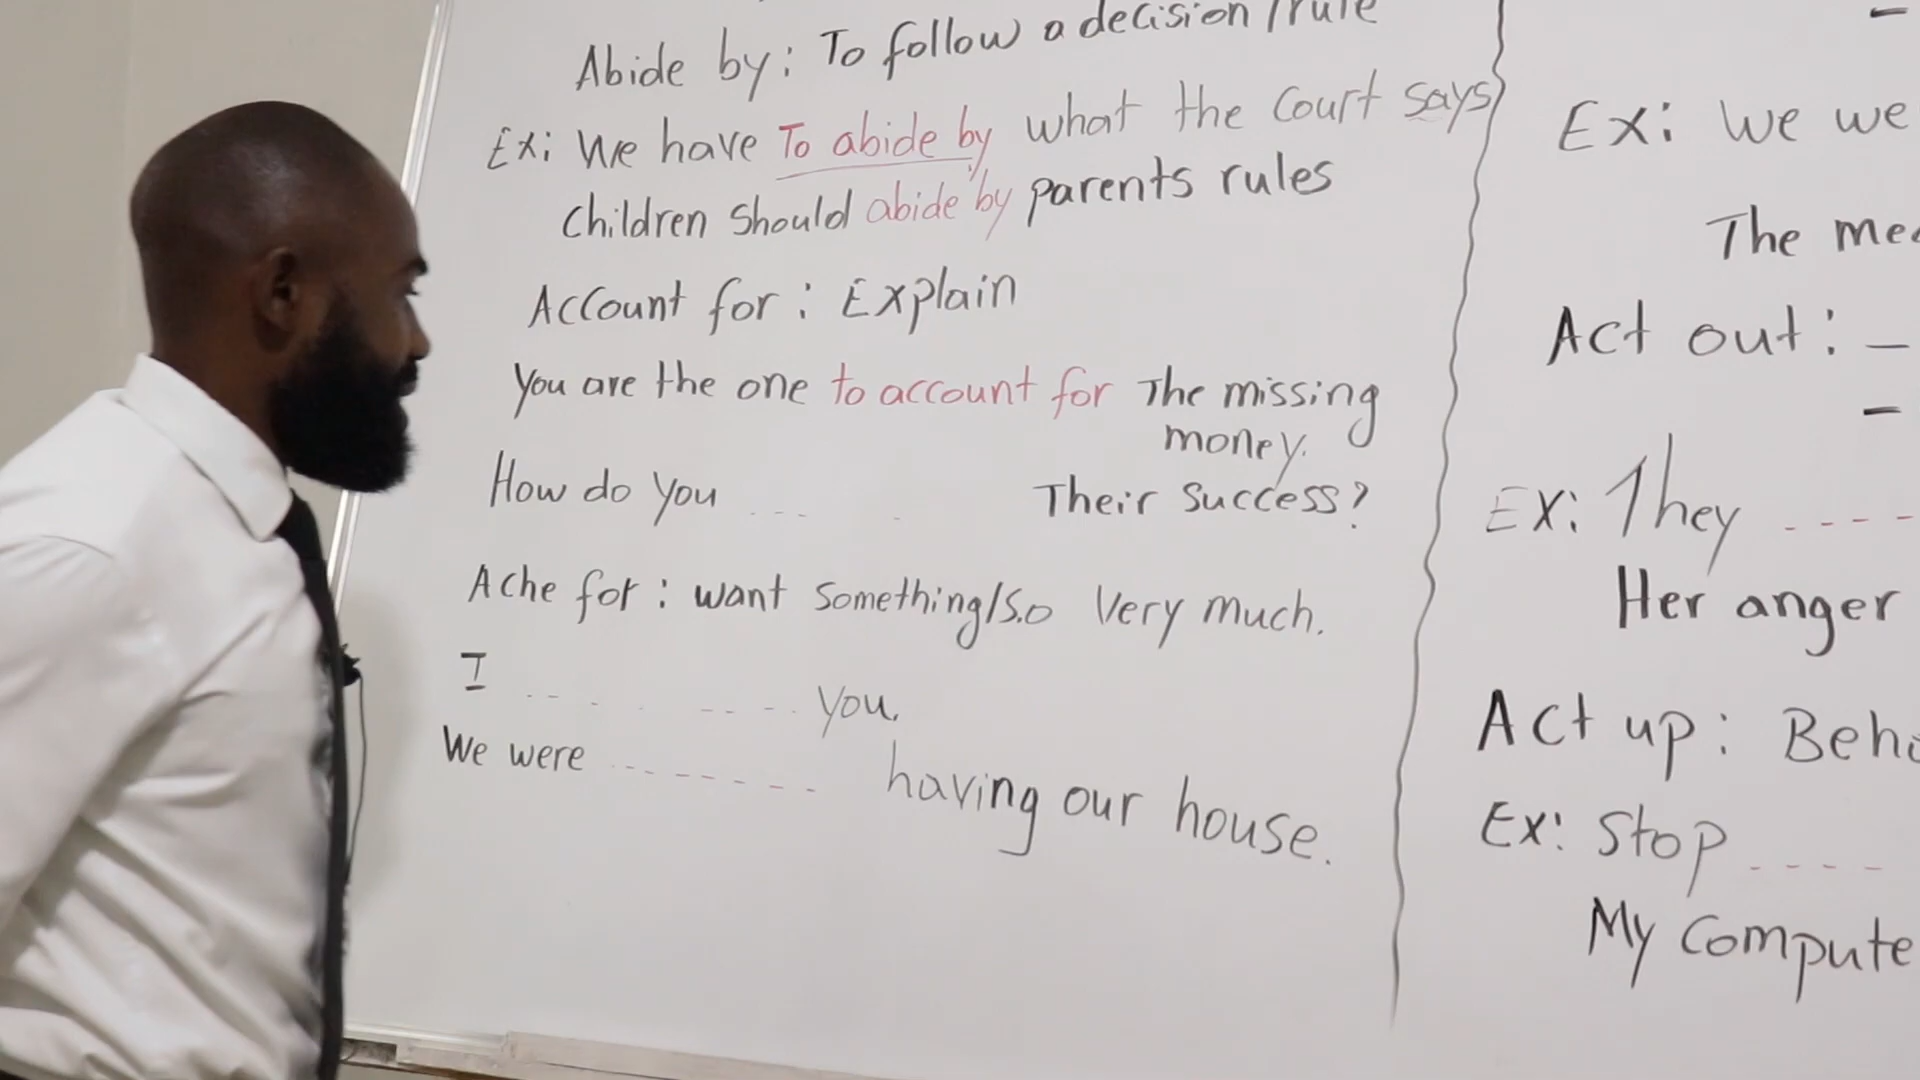 Abide by: To follow a decision/rule
Ex: We have To abide by what the Court says
Children Should abide by parents rules
Account for: Explain
You are the one to account for The missing
money.
How do you ... Their Success?
Ache for: want Something/S.o Very much.
I ... you.
We were ........ having our house.
Ex: We we
The me
Act out: -
-
Ex: They ----
Her anger
Act up: Beh
Ex: Stop ----
My Compute